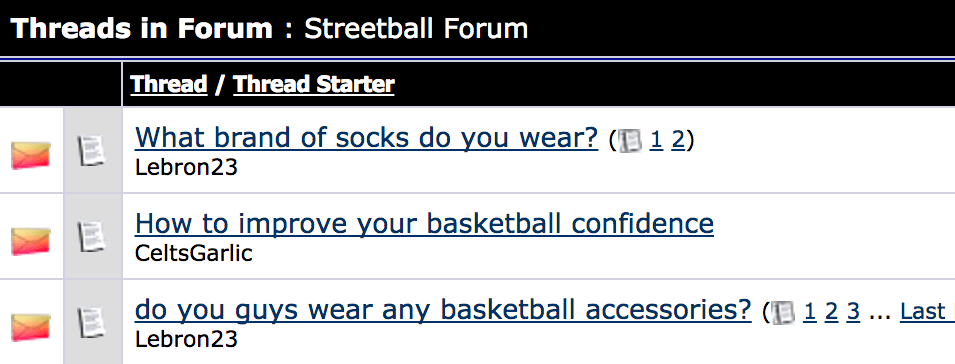 Threads in Forum : Streetball Forum
Thread / Thread Starter
What brand of socks do you wear? ( 1 2)
Lebron23
How to improve your basketball confidence
CeltsGarlic
do you guys wear any basketball accessories? ( 1 2 3 ... Last
Lebron23